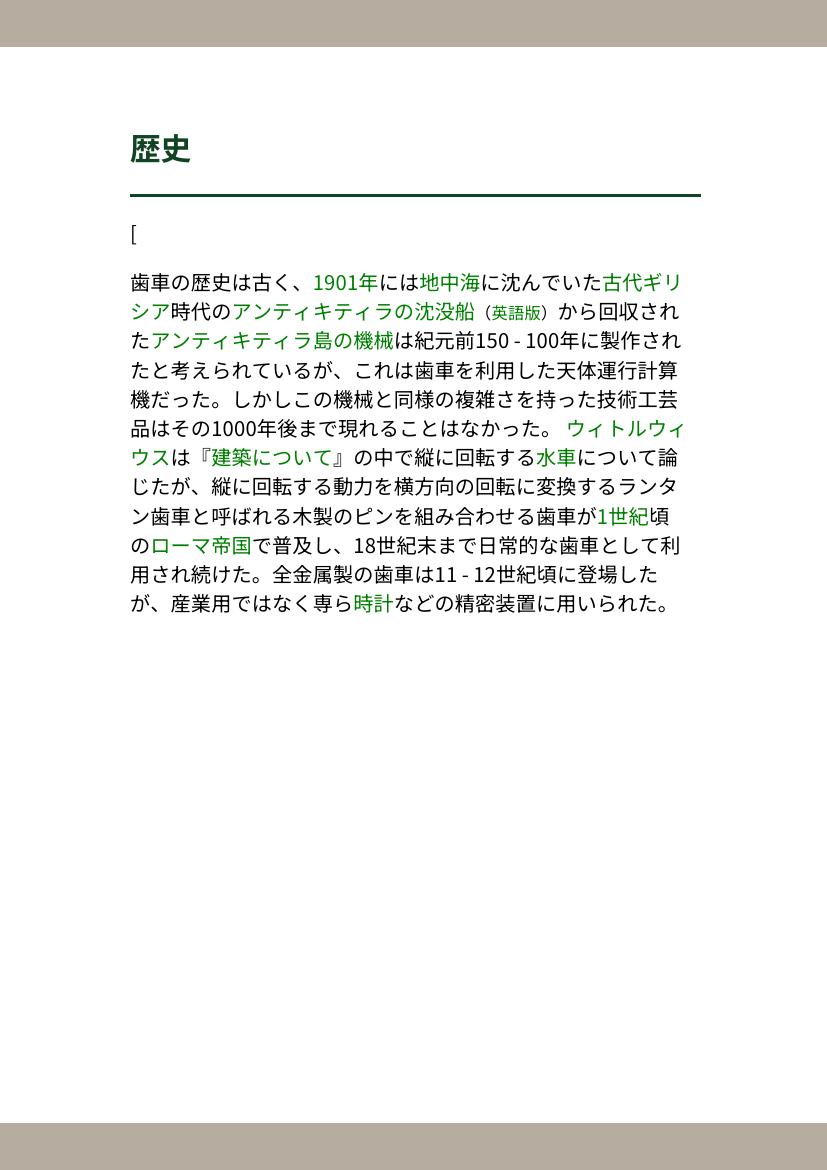 歴史
[
歯車の歴史は古く、1901年には地中海に沈んでいた古代ギリ
シア時代のアンティキティラの沈没船（英語版）から回収され
たアンティキティラ島の機械は紀元前150 - 100年に製作され
たと考えられているが、これは歯車を利用した天体運行計算
機だった。しかしこの機械と同様の複雑さを持った技術工芸
品はその1000年後まで現れることはなかった。 ウィトルウィ
ウスは『建築について』の中で縦に回転する水車について論
じたが、縦に回転する動力を横方向の回転に変換するランタ
ン歯車と呼ばれる木製のピンを組み合わせる歯車が1世紀頃
のローマ帝国で普及し、18世紀末まで日常的な歯車として利
用され続けた。全金属製の歯車は11 - 12世紀頃に登場した
が、産業用ではなく専ら時計などの精密装置に用いられた。